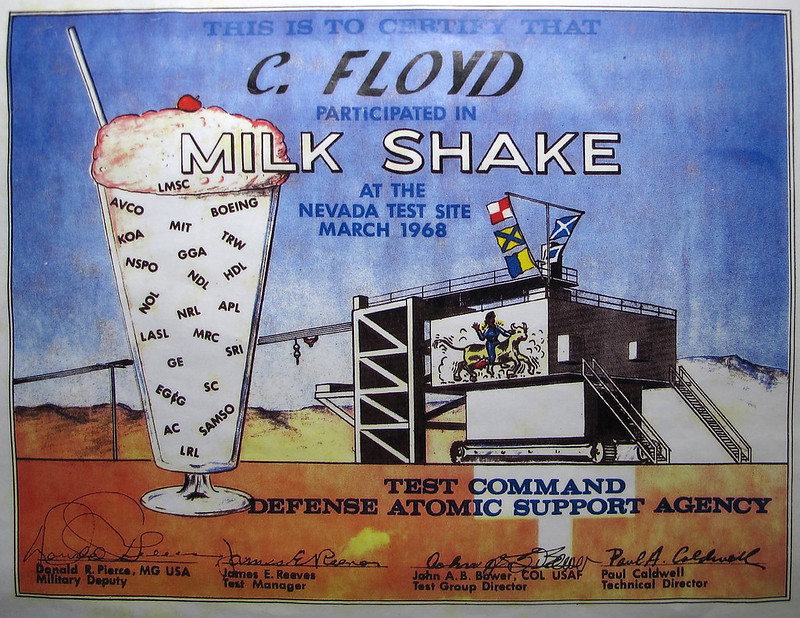 THIS IS TO CERTIFY THAT
C. FLOYD
PARTICIPATED IN
MILK SHAKE
AT THE
NEVADA TEST SITE
MARCH 1968
LMSC
AVCO
BOEING
KOA
MIT
TRW
GGA
NSPO
NDL
HDL
NOL
NRL
APL
LASL
MRC
SRI
GE
EG&G
SC
AC
SAMSO
LRL
TEST COMMAND
DEFENSE ATOMIC SUPPORT AGENCY
Donald R. Pierce, MG USA
Military Deputy
James E. Reeves
James E. Reeves
Test Manager
John A.B. Bower, COL USAF
Test Group Director
Paul A. Caldwell
Paul Caldwell
Technical Director